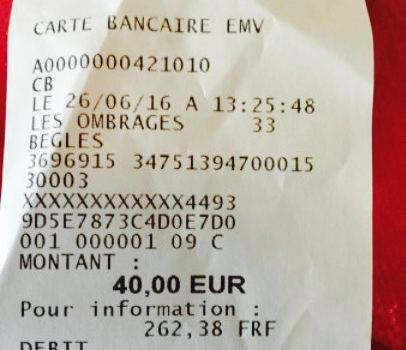 CARTE BANCAIRE EMV
A0000000421010
CB
LE 26/06/16 A 13:25:48
LES OMBRAGES 33
BEGLES
3696915 34751394700015
30003
XXXXXXXXXXXX4493
9D5E7873C4D0E7D0
001 000001 09 C
MONTANT :
40,00 EUR
Pour information :
262,38 FRF
DEBIT